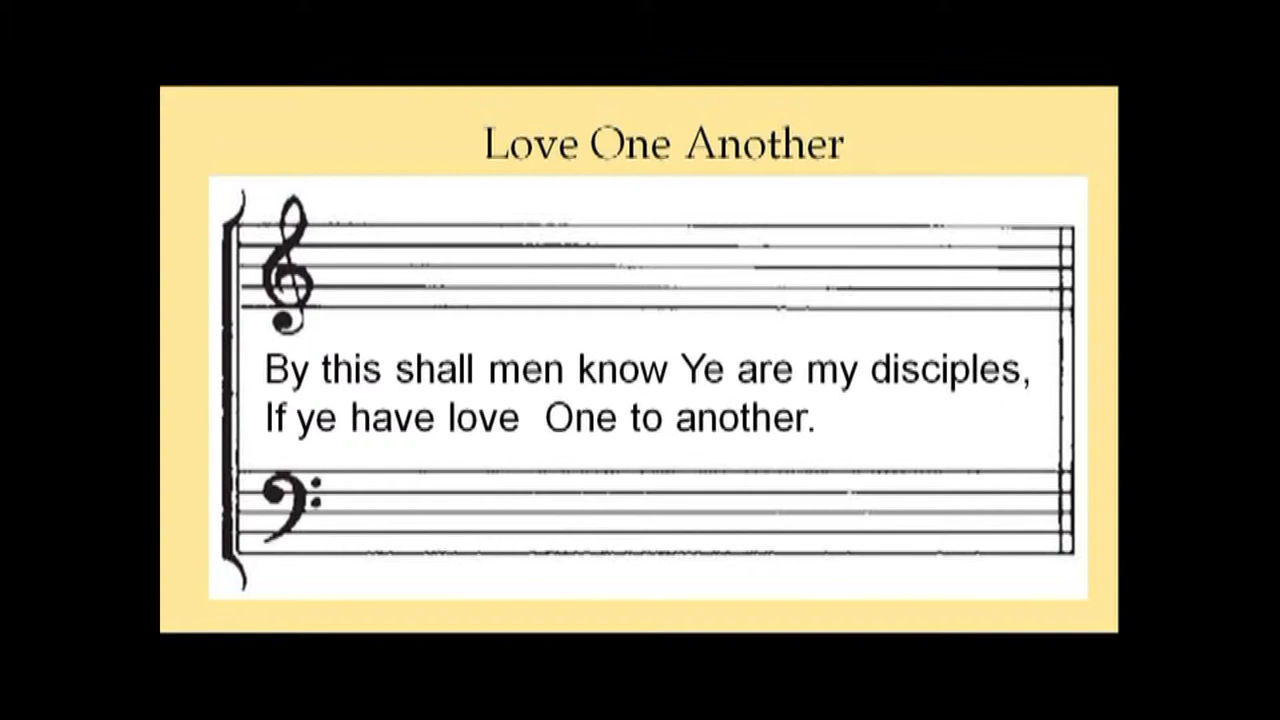 Love One Another
By this shall men know Ye are my disciples,
If ye have love  One to another.